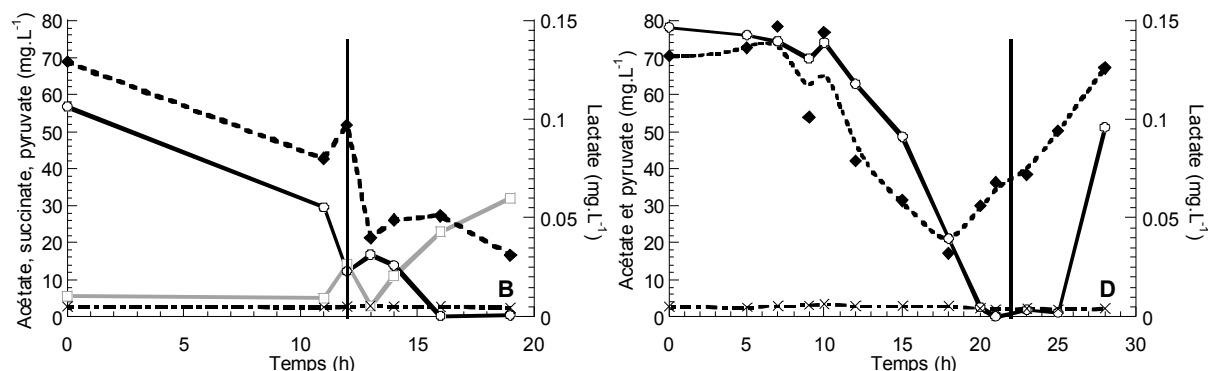 Acétate, succinate, pyruvate (mg.L⁻¹)
80
70
60
50
40
30
20
10
0
0.15
0.1
0.05
0
Lactate (mg.L⁻¹)
B
0 5 10 15 20
Temps (h)
Acétate et pyruvate (mg.L⁻¹)
80
70
60
50
40
30
20
10
0
0.15
0.1
0.05
0
Lactate (mg.L⁻¹)
D
0 5 10 15 20 25 30
Temps (h)